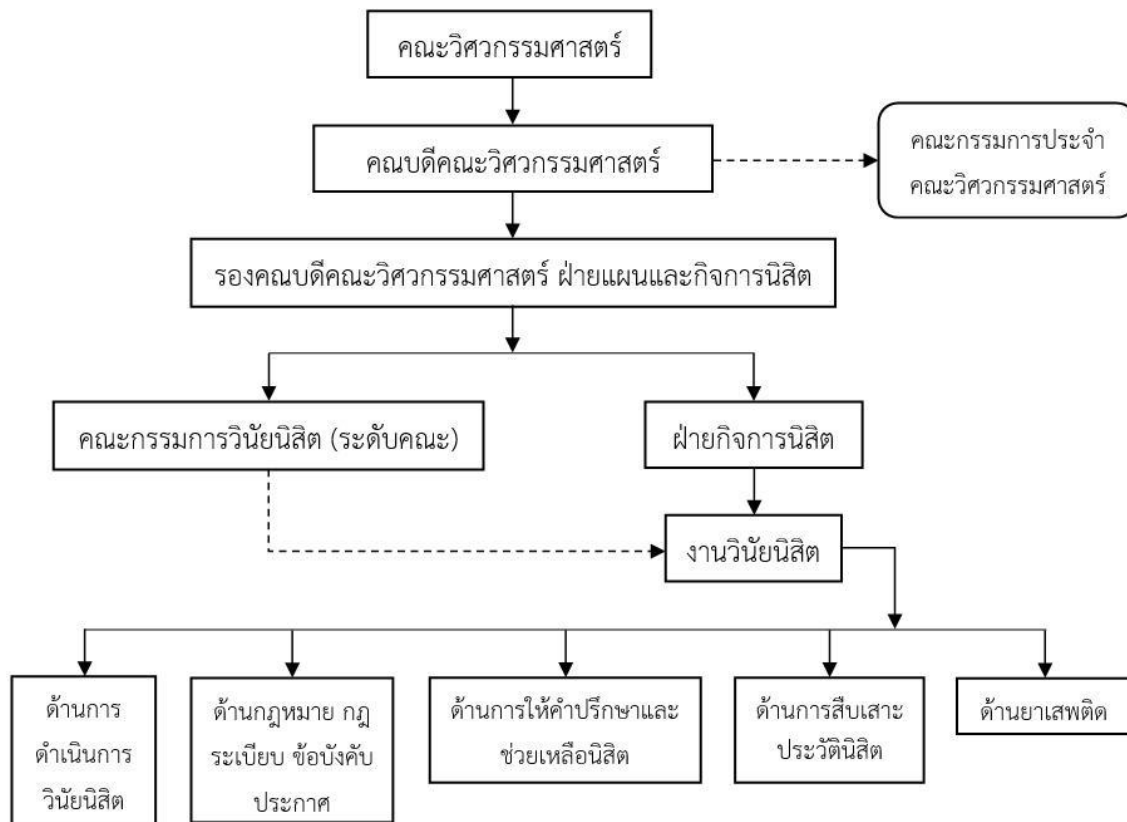 คณะวิศวกรรมศาสตร์
คณบดีคณะวิศวกรรมศาสตร์
คณะกรรมการประจำ
คณะวิศวกรรมศาสตร์
รองคณบดีคณะวิศวกรรมศาสตร์ ฝ่ายแผนและกิจการนิสิต
คณะกรรมการวินัยนิสิต (ระดับคณะ)
ฝ่ายกิจการนิสิต
งานวินัยนิสิต
ด้านการ
ดำเนินการ
วินัยนิสิต
ด้านกฎหมาย กฎ
ระเบียบ ข้อบังคับ
ประกาศ
ด้านการให้คำปรึกษาและ
ช่วยเหลือนิสิต
ด้านการสืบเสาะ
ประวัตินิสิต
ด้านยาเสพติด